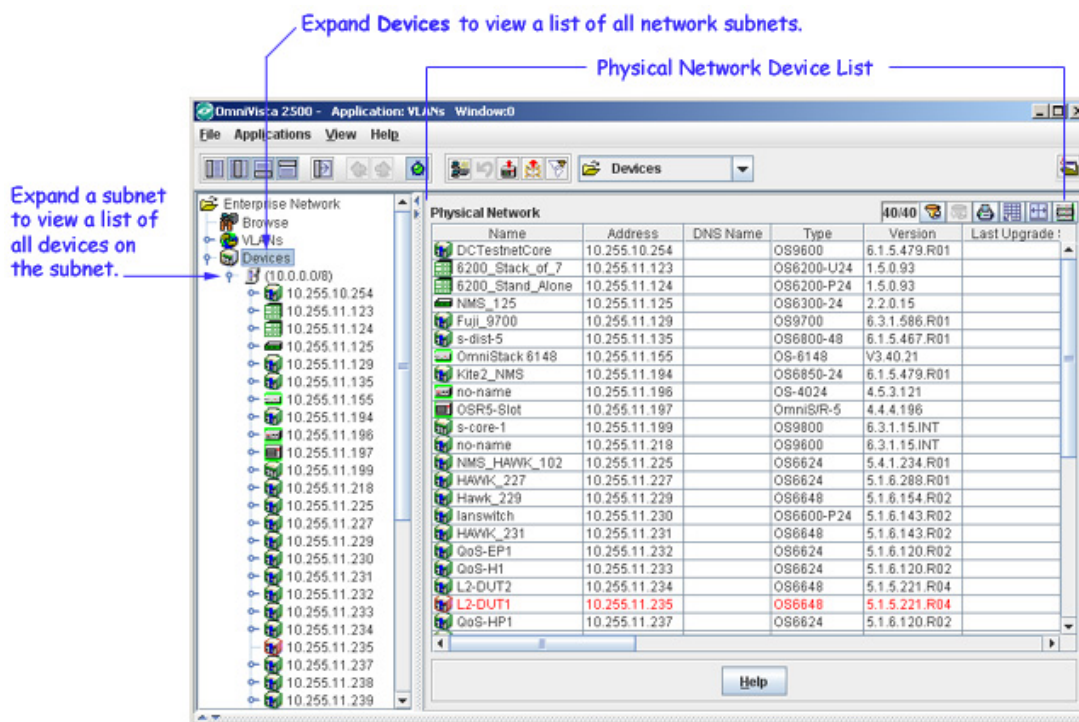 Expand Devices to view a list of all network subnets.
Physical Network Device List
Expand a subnet
to view a list of
all devices on
the subnet.
OmniVista 2500 - Application: VLANs Window:0
File Applications View Help
Devices
Enterprise Network
Browse
VLANs
Devices
(10.0.0.0/8)
10.255.10.254
10.255.11.123
10.255.11.124
10.255.11.125
10.255.11.129
10.255.11.135
10.255.11.155
10.255.11.194
10.255.11.196
10.255.11.197
10.255.11.199
10.255.11.218
10.255.11.225
10.255.11.227
10.255.11.229
10.255.11.230
10.255.11.231
10.255.11.232
10.255.11.233
10.255.11.234
10.255.11.235
10.255.11.237
10.255.11.238
10.255.11.239
Physical Network 40/40
Name Address DNS Name Type Version Last Upgrade
DCTestnetCore 10.255.10.254 OS9600 6.1.5.479.R01
6200_Stack_of_7 10.255.11.123 OS6200-U24 1.5.0.93
6200_Stand_Alone 10.255.11.124 OS6200-P24 1.5.0.93
NMS_125 10.255.11.125 OS6300-24 2.2.0.15
Fuji_9700 10.255.11.129 OS9700 6.3.1.586.R01
s-dist-5 10.255.11.135 OS6800-48 6.1.5.467.R01
OmniStack 6148 10.255.11.155 OS-6148 V3.40.21
Kite2_NMS 10.255.11.194 OS6850-24 6.1.5.479.R01
no-name 10.255.11.196 OS-4024 4.5.3.121
OSR5-Slot 10.255.11.197 OmniS/R-5 4.4.4.196
s-core-1 10.255.11.199 OS9800 6.3.1.15.INT
no-name 10.255.11.218 OS9600 6.3.1.15.INT
NMS_HAWK_102 10.255.11.225 OS6624 5.4.1.234.R01
HAWK_227 10.255.11.227 OS6624 5.1.6.288.R01
Hawk_229 10.255.11.229 OS6648 5.1.6.154.R02
lanswitch 10.255.11.230 OS6600-P24 5.1.6.143.R02
HAWK_231 10.255.11.231 OS6648 5.1.6.143.R02
QoS-EP1 10.255.11.232 OS6624 5.1.6.120.R02
QoS-H1 10.255.11.233 OS6624 5.1.6.120.R02
L2-DUT2 10.255.11.234 OS6648 5.1.5.221.R04
L2-DUT1 10.255.11.235 OS6648 5.1.5.221.R04
QoS-HP1 10.255.11.237 OS6624 5.1.6.120.R02
Help